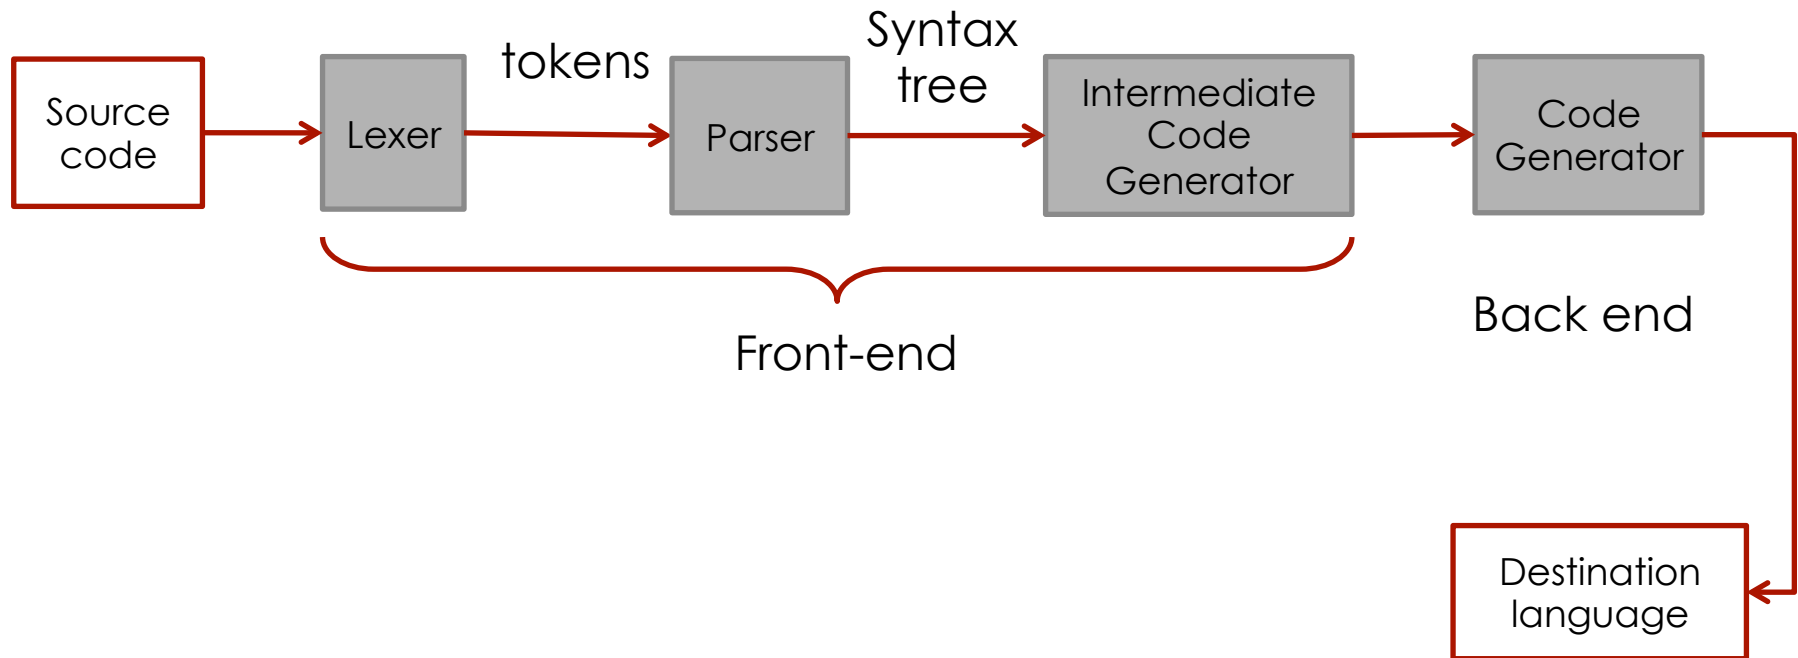 Source
code
Lexer
tokens
Parser
Syntax
tree
Intermediate
Code
Generator
Code
Generator
Front-end
Back end
Destination
language